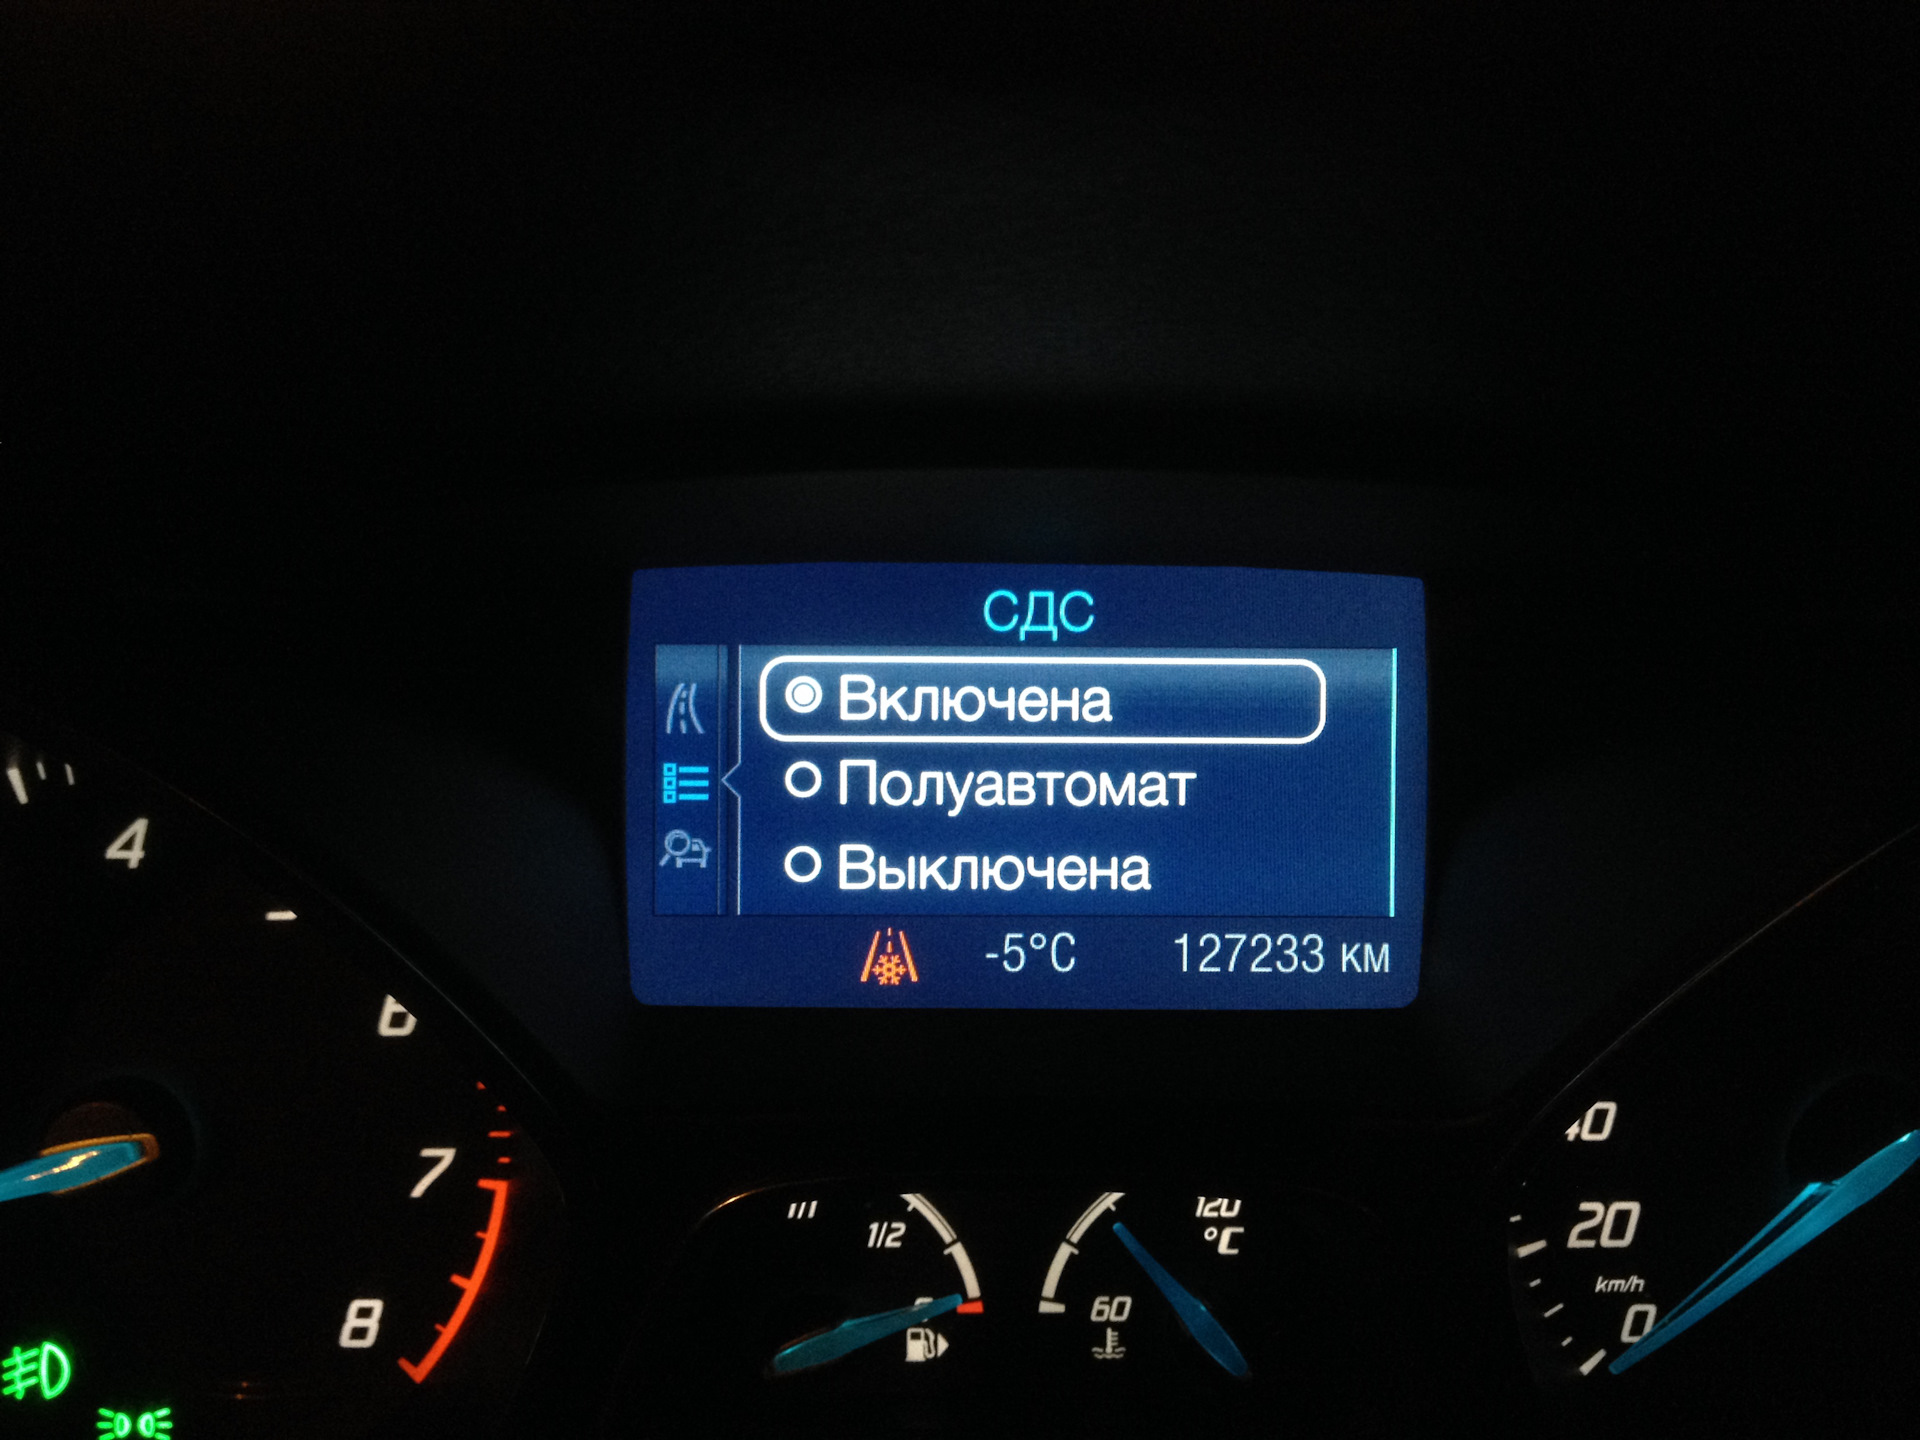 СДС
Включена
Полуавтомат
Выключена
-5°C
127233 км
4
6
7
8
1/2
60
120
°C
40
20
km/h
0